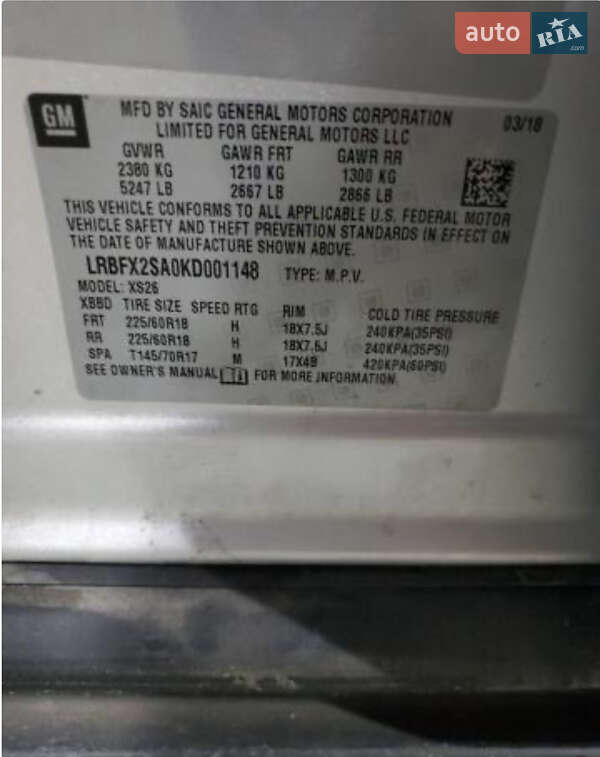 auto RIA .com
GM
MFD BY SAIC GENERAL MOTORS CORPORATION
LIMITED FOR GENERAL MOTORS LLC
03/18
GVWR GAWR FRT GAWR RR
2380 KG 1210 KG 1300 KG
5247 LB 2667 LB 2866 LB
THIS VEHICLE CONFORMS TO ALL APPLICABLE U.S. FEDERAL MOTOR
VEHICLE SAFETY AND THEFT PREVENTION STANDARDS IN EFFECT ON
THE DATE OF MANUFACTURE SHOWN ABOVE.
LRBFX2SA0KD001148 TYPE: M.P.V.
MODEL: XS26
XBBD TIRE SIZE SPEED RTG RIM COLD TIRE PRESSURE
FRT 225/60R18 H 18X7.5J 240KPA(35PSI)
RR 225/60R18 H 18X7.5J 240KPA(35PSI)
SPA T145/70R17 M 17X4B 420KPA(60PSI)
SEE OWNER'S MANUAL FOR MORE INFORMATION.